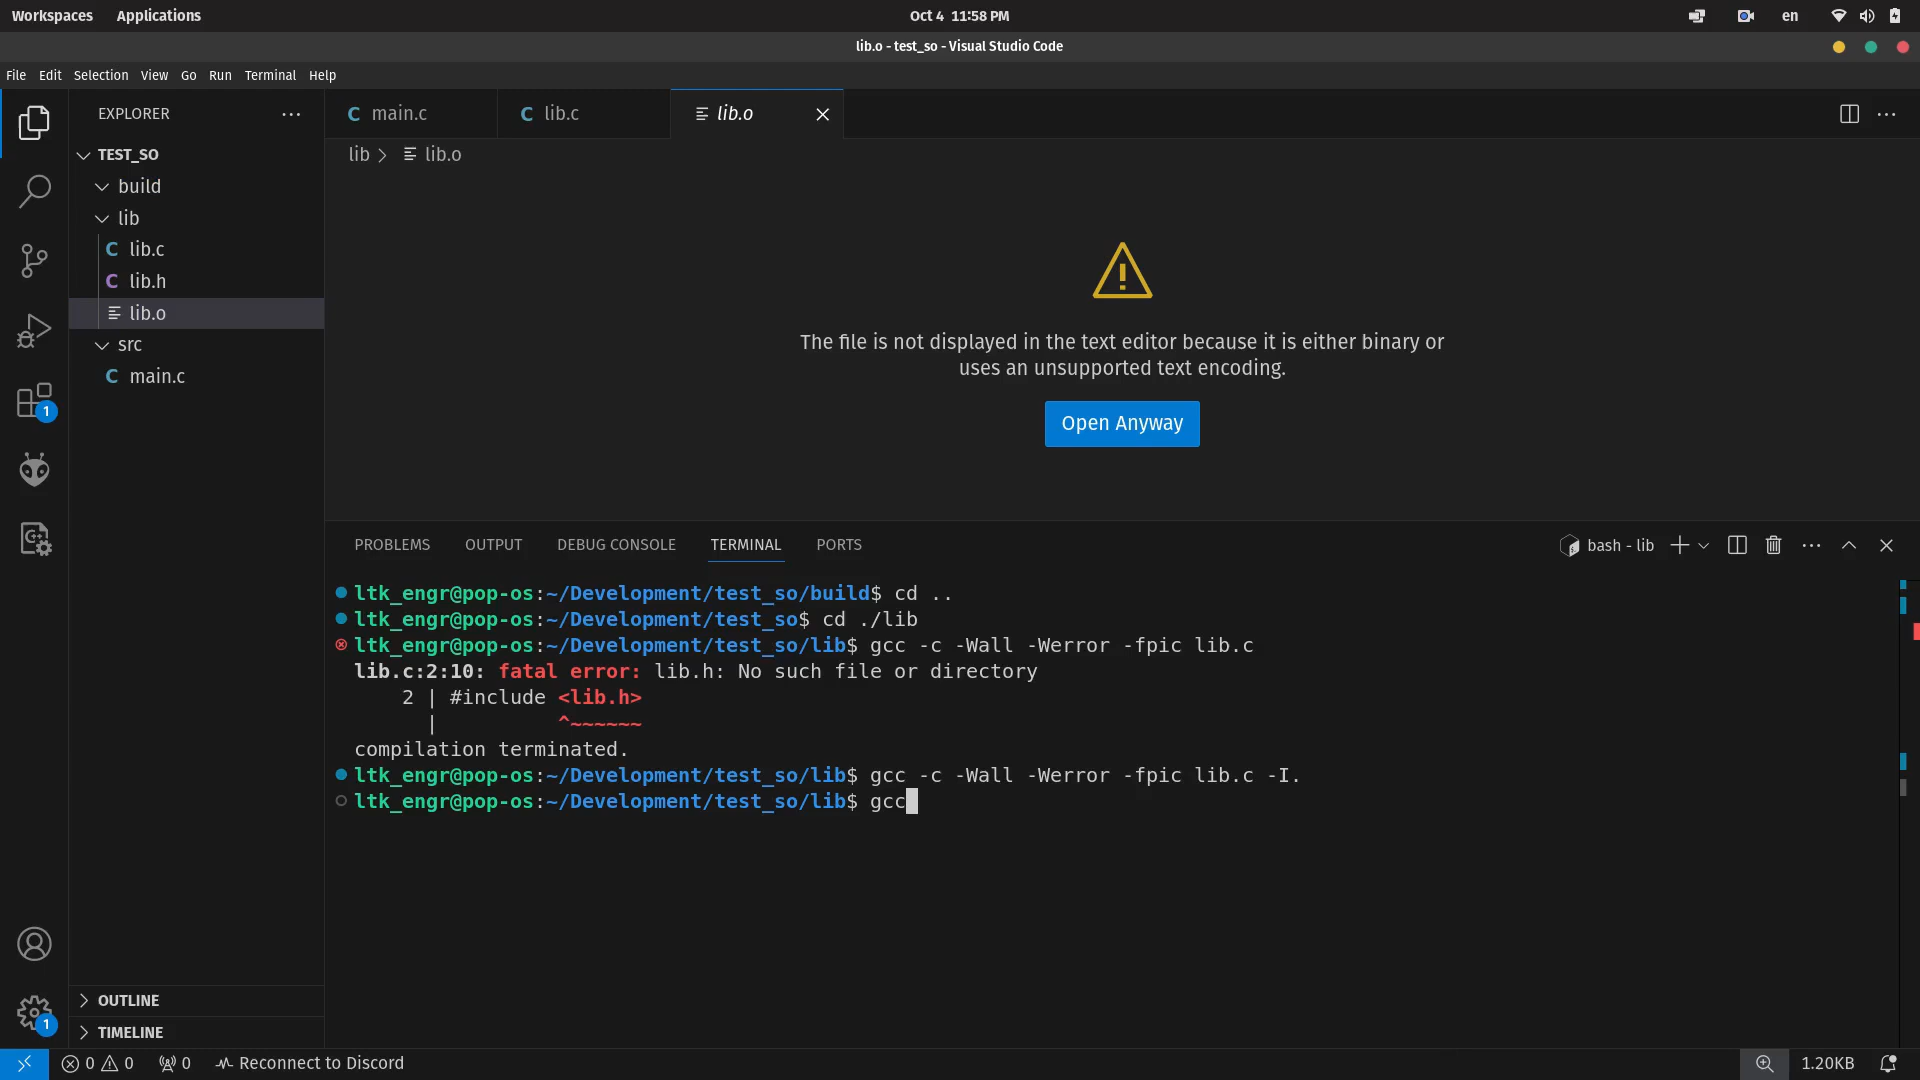 Workspaces Applications Oct 4 11:58 PM en
lib.o - test_so - Visual Studio Code
File Edit Selection View Go Run Terminal Help
EXPLORER
TEST_SO
build
lib
C lib.c
C lib.h
lib.o
src
C main.c
OUTLINE
TIMELINE
1
1
C main.c C lib.c lib.o
lib > lib.o
The file is not displayed in the text editor because it is either binary or
uses an unsupported text encoding.
Open Anyway
PROBLEMS OUTPUT DEBUG CONSOLE TERMINAL PORTS bash - lib
ltk_engr@pop-os:~/Development/test_so/build$ cd ..
ltk_engr@pop-os:~/Development/test_so$ cd ./lib
ltk_engr@pop-os:~/Development/test_so/lib$ gcc -c -Wall -Werror -fpic lib.c
lib.c:2:10: fatal error: lib.h: No such file or directory
    2 | #include <lib.h>
      |          ^~~~~~~
compilation terminated.
ltk_engr@pop-os:~/Development/test_so/lib$ gcc -c -Wall -Werror -fpic lib.c -I.
ltk_engr@pop-os:~/Development/test_so/lib$ gcc
0 0 0 Reconnect to Discord 1.20KB